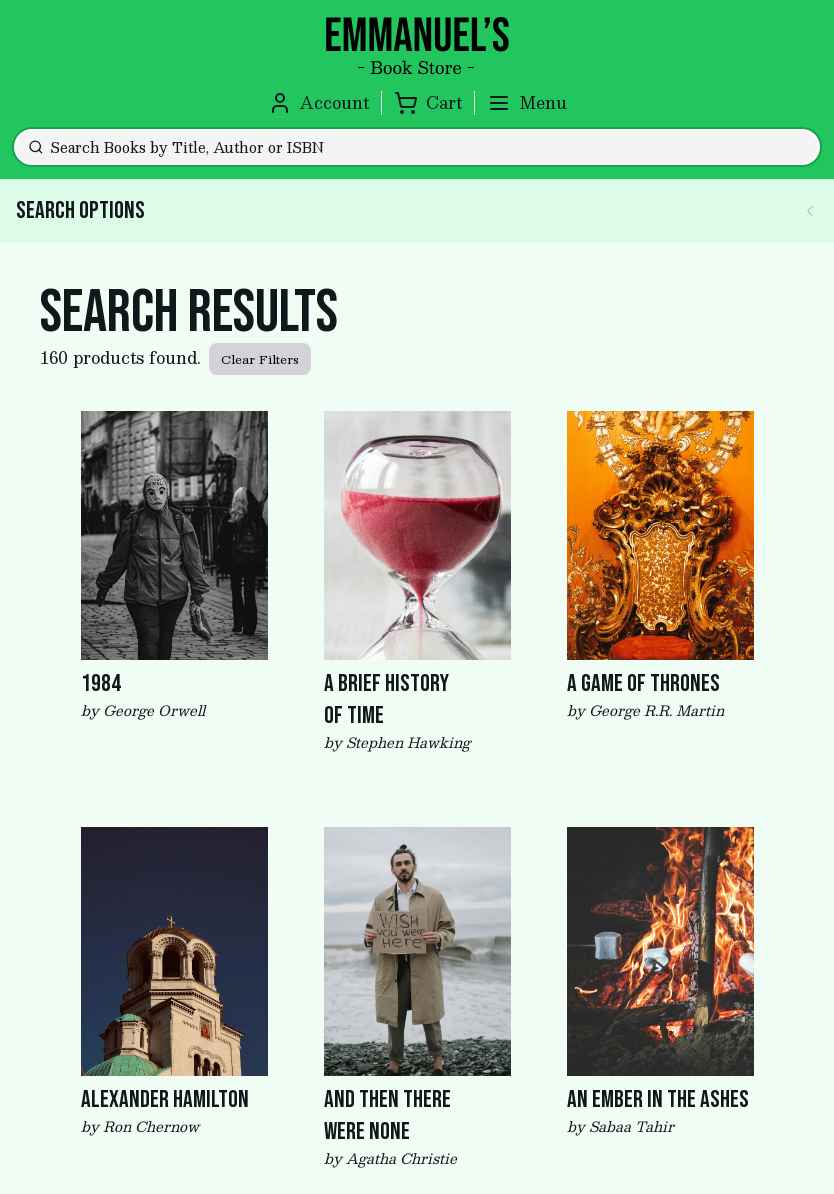 EMMANUEL'S
- Book Store -
Account Cart Menu
Search Books by Title, Author or ISBN
SEARCH OPTIONS
SEARCH RESULTS
160 products found. Clear Filters
1984
by George Orwell
A BRIEF HISTORY
OF TIME
by Stephen Hawking
A GAME OF THRONES
by George R.R. Martin
WISH
you were
Here
ALEXANDER HAMILTON
by Ron Chernow
AND THEN THERE
WERE NONE
by Agatha Christie
AN EMBER IN THE ASHES
by Sabaa Tahir